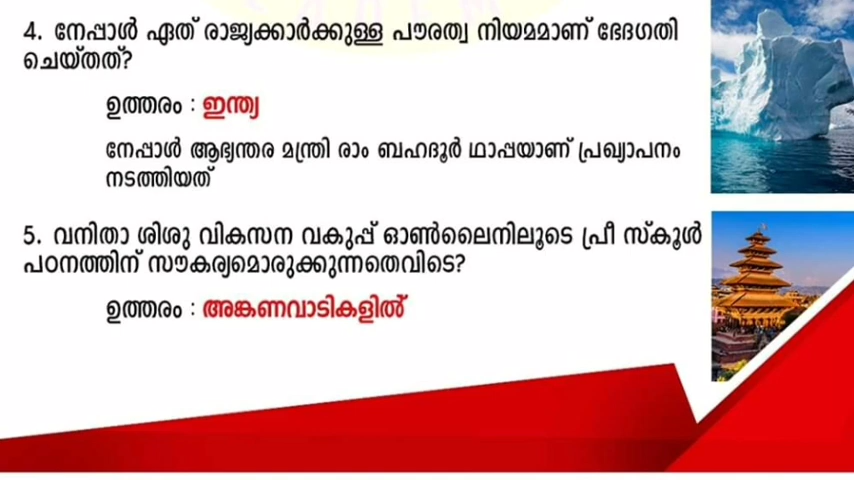 4. നേപ്പാൾ ഏത് രാജ്യക്കാർക്കുള്ള പൗരത്വ നിയമമാണ് ഭേദഗതി
ചെയ്തത്?
ഉത്തരം : ഇന്ത്യ
നേപ്പാൾ ആഭ്യന്തര മന്ത്രി രാം ബഹദൂർ ഥാപ്പയാണ് പ്രഖ്യാപനം
നടത്തിയത്
5. വനിതാ ശിശു വികസന വകുപ്പ് ഓൺലൈനിലൂടെ പ്രീ സ്കൂൾ
പഠനത്തിന് സൗകര്യമൊരുക്കുന്നതെവിടെ?
ഉത്തരം : അങ്കണവാടികളിൽ